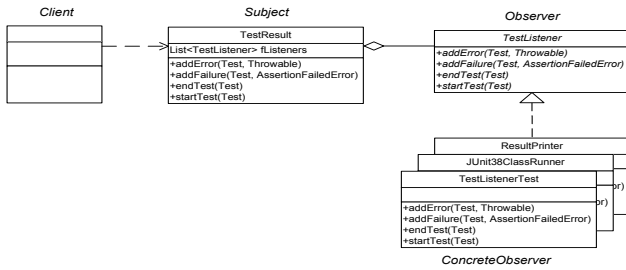 Client
Subject
Observer
TestResult
List<TestListener> fListeners
+addError(Test, Throwable)
+addFailure(Test, AssertionFailedError)
+endTest(Test)
+startTest(Test)
TestListener
+addError(Test, Throwable)
+addFailure(Test, AssertionFailedError)
+endTest(Test)
+startTest(Test)
ResultPrinter
JUnit38ClassRunner
TestListenerTest
+addError(Test, Throwable)
+addFailure(Test, AssertionFailedError)
+endTest(Test)
+startTest(Test)
or)
or)
ConcreteObserver